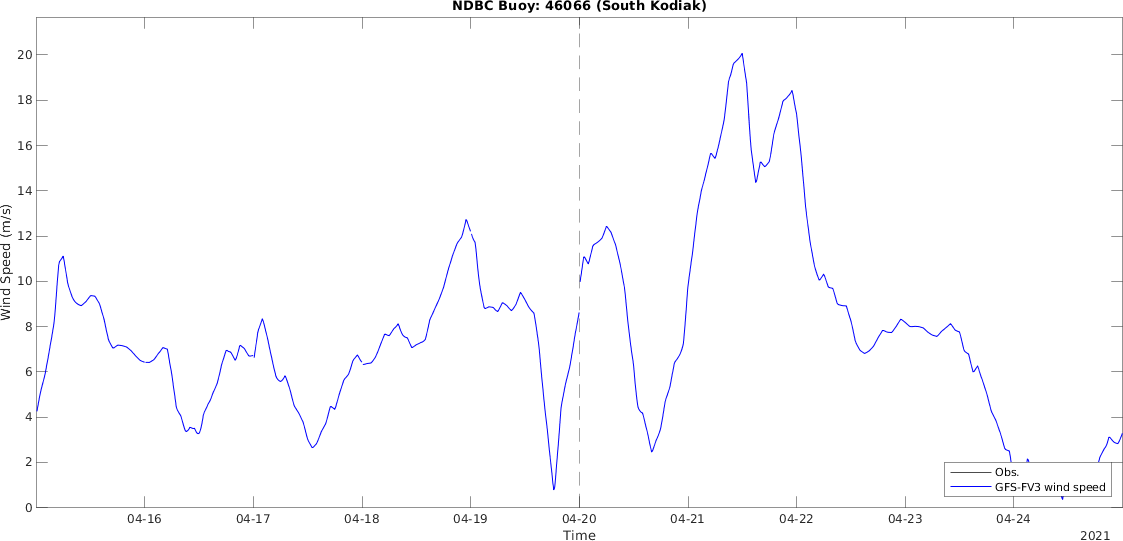 NDBC Buoy: 46066 (South Kodiak)
Wind Speed (m/s)
20
18
16
14
12
10
8
6
4
2
0
04-16 04-17 04-18 04-19 04-20 04-21 04-22 04-23 04-24
Time
2021
Obs.
GFS-FV3 wind speed